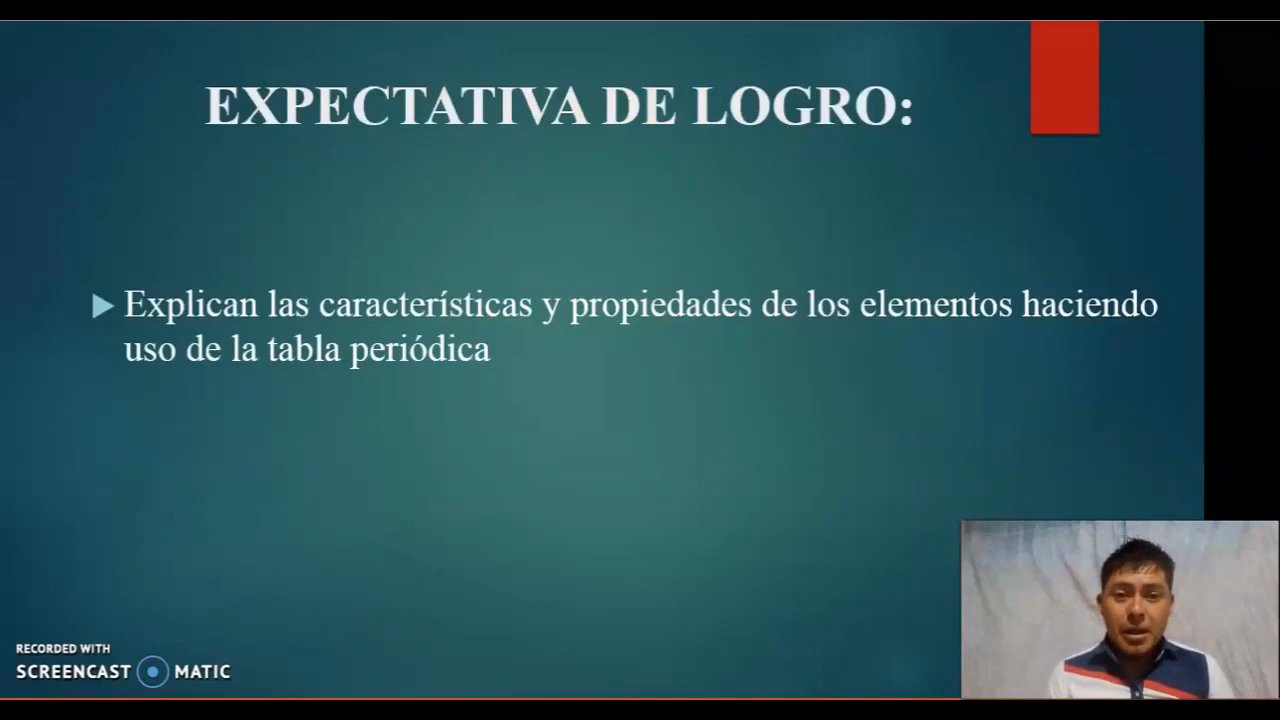 EXPECTATIVA DE LOGRO:
Explican las características y propiedades de los elementos haciendo
uso de la tabla periódica
RECORDED WITH
SCREENCAST MATIC